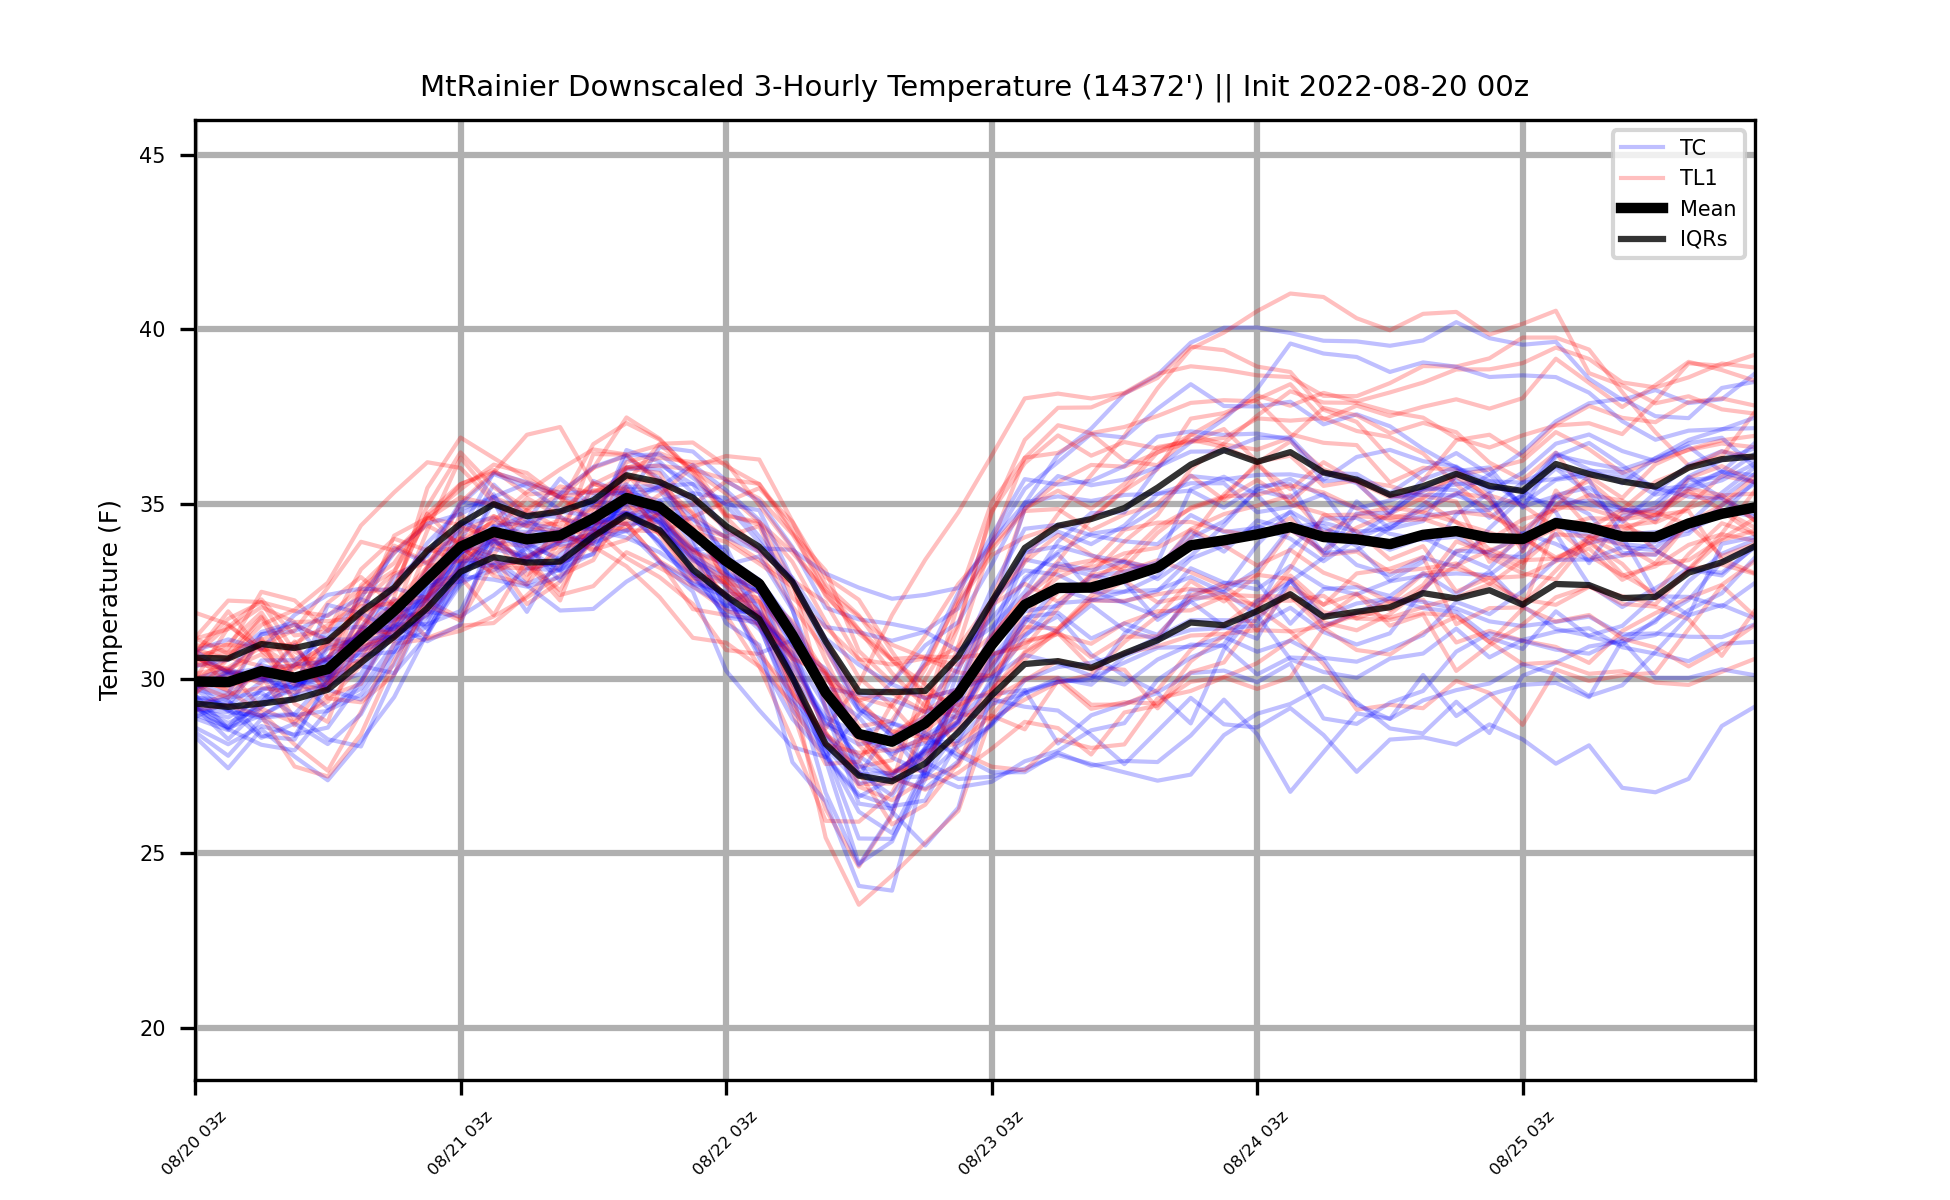 MtRainier Downscaled 3-Hourly Temperature (14372') || Init 2022-08-20 00z
TC
TL1
Mean
IQRs
Temperature (F)
45
40
35
30
25
20
08/20 03z
08/21 03z
08/22 03z
08/23 03z
08/24 03z
08/25 03z